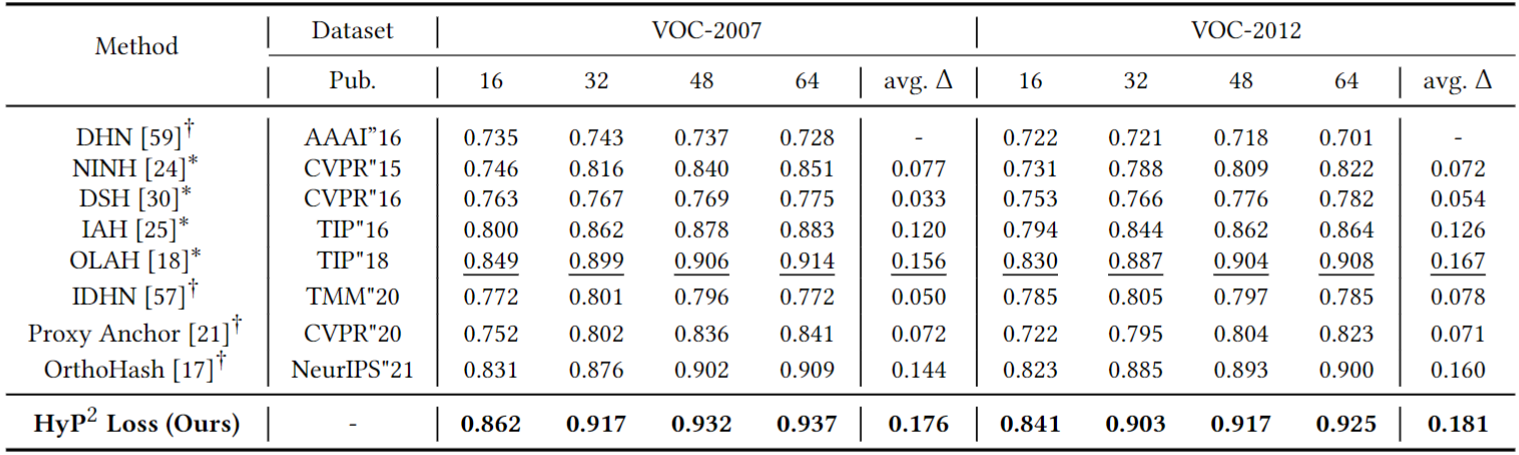 Method Dataset VOC-2007 VOC-2012
Pub. 16 32 48 64 avg. Δ 16 32 48 64 avg. Δ
DHN [59]† AAAI”16 0.735 0.743 0.737 0.728 - 0.722 0.721 0.718 0.701 -
NINH [24]* CVPR"15 0.746 0.816 0.840 0.851 0.077 0.731 0.788 0.809 0.822 0.072
DSH [30]* CVPR"16 0.763 0.767 0.769 0.775 0.033 0.753 0.766 0.776 0.782 0.054
IAH [25]* TIP"16 0.800 0.862 0.878 0.883 0.120 0.794 0.844 0.862 0.864 0.126
OLAH [18]* TIP"18 0.849 0.899 0.906 0.914 0.156 0.830 0.887 0.904 0.908 0.167
IDHN [57]† TMM"20 0.772 0.801 0.796 0.772 0.050 0.785 0.805 0.797 0.785 0.078
Proxy Anchor [21]† CVPR"20 0.752 0.802 0.836 0.841 0.072 0.722 0.795 0.804 0.823 0.071
OrthoHash [17]† NeurIPS"21 0.831 0.876 0.902 0.909 0.144 0.823 0.885 0.893 0.900 0.160
HyP² Loss (Ours) - 0.862 0.917 0.932 0.937 0.176 0.841 0.903 0.917 0.925 0.181